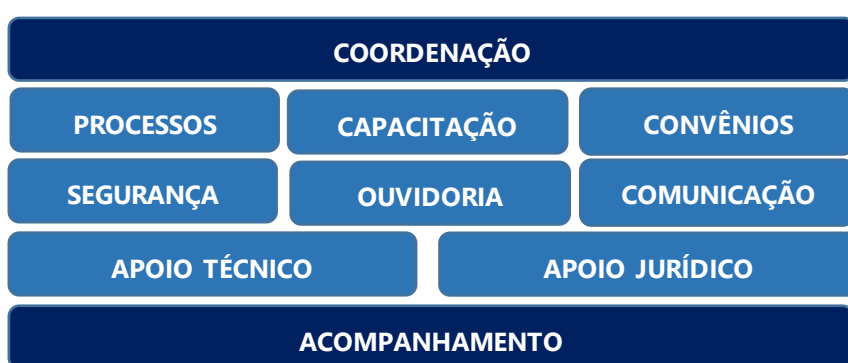 COORDENAÇÃO
PROCESSOS CAPACITAÇÃO CONVÊNIOS
SEGURANÇA OUVIDORIA COMUNICAÇÃO
APOIO TÉCNICO APOIO JURÍDICO
ACOMPANHAMENTO